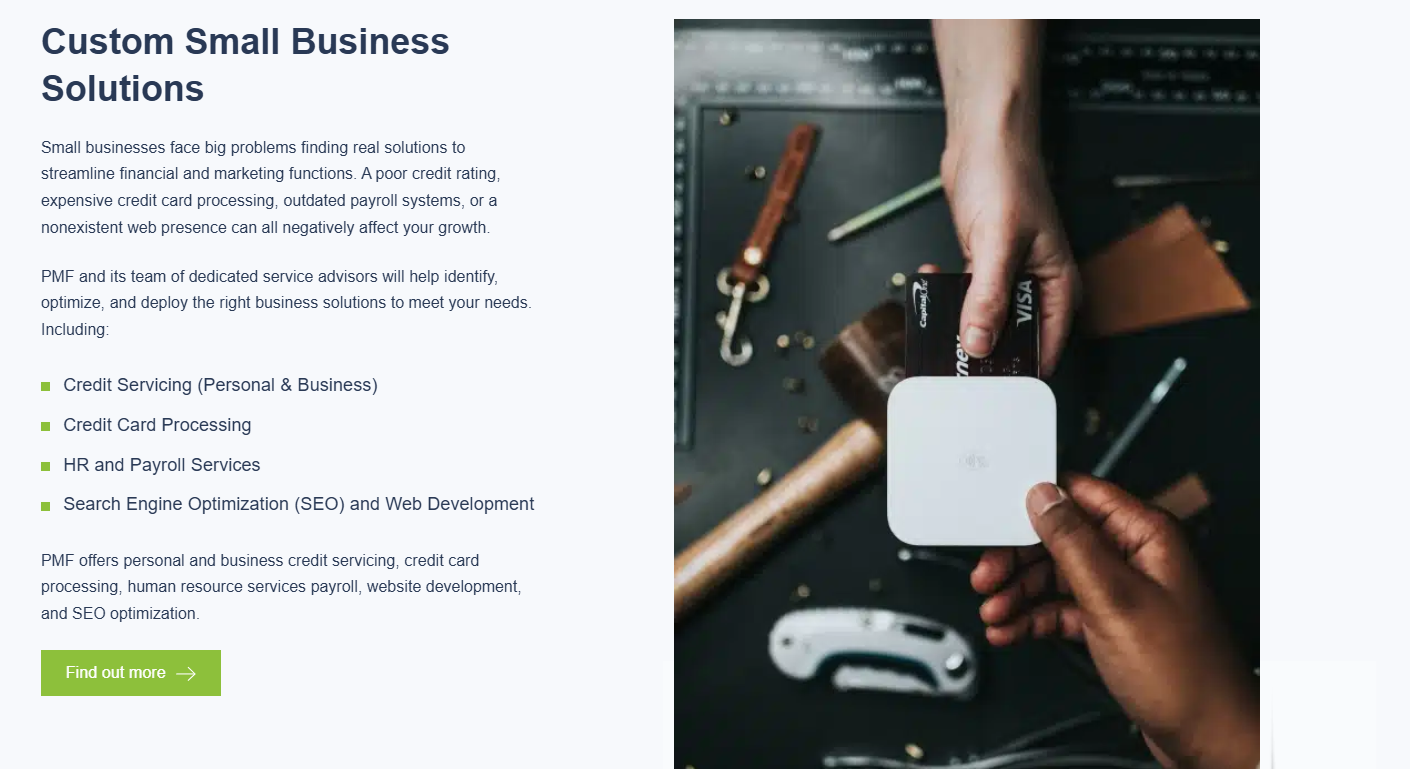 Custom Small Business
Solutions
Small businesses face big problems finding real solutions to
streamline financial and marketing functions. A poor credit rating,
expensive credit card processing, outdated payroll systems, or a
nonexistent web presence can all negatively affect your growth.
PMF and its team of dedicated service advisors will help identify,
optimize, and deploy the right business solutions to meet your needs.
Including:
Credit Servicing (Personal & Business)
Credit Card Processing
HR and Payroll Services
Search Engine Optimization (SEO) and Web Development
PMF offers personal and business credit servicing, credit card
processing, human resource services payroll, website development,
and SEO optimization.
Find out more
Capital One
VISA
rney